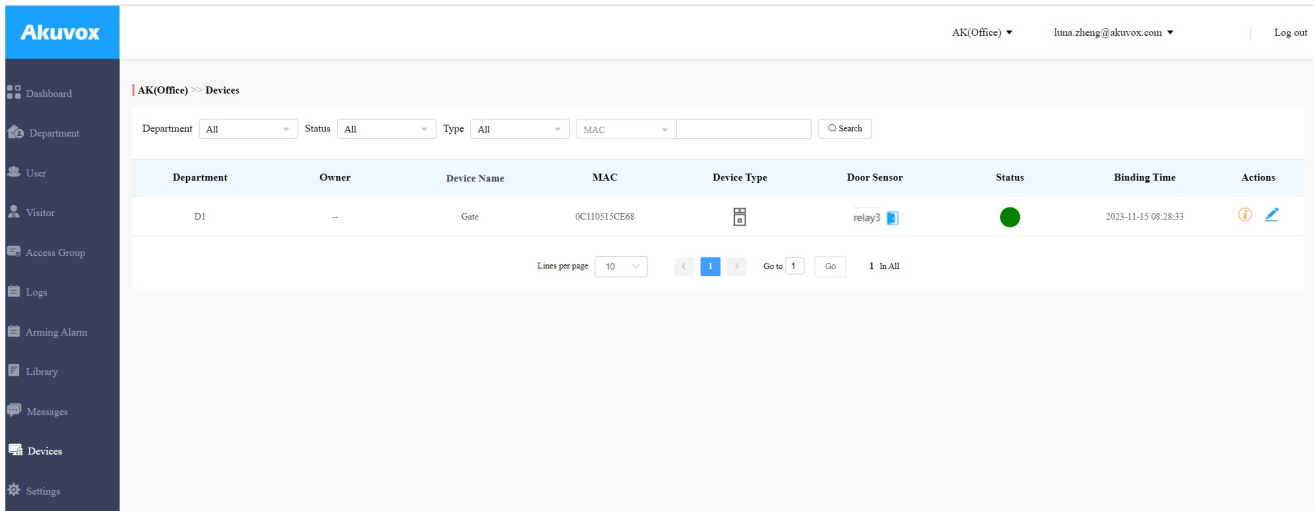 Akuvox
AK(Office)
luna.zheng@akuvox.com
Log out
Dashboard
Department
User
Visitor
Access Group
Logs
Arming Alarm
Library
Messages
Devices
Settings
AK(Office) >> Devices
Department All Status All Type All MAC Search
Department Owner Device Name MAC Device Type Door Sensor Status Binding Time Actions
D1 -- Gate 0C110515CE68 relay3 2023-11-15 08:28:33
Lines per page 10 < 1 > Go to 1 Go 1 In All